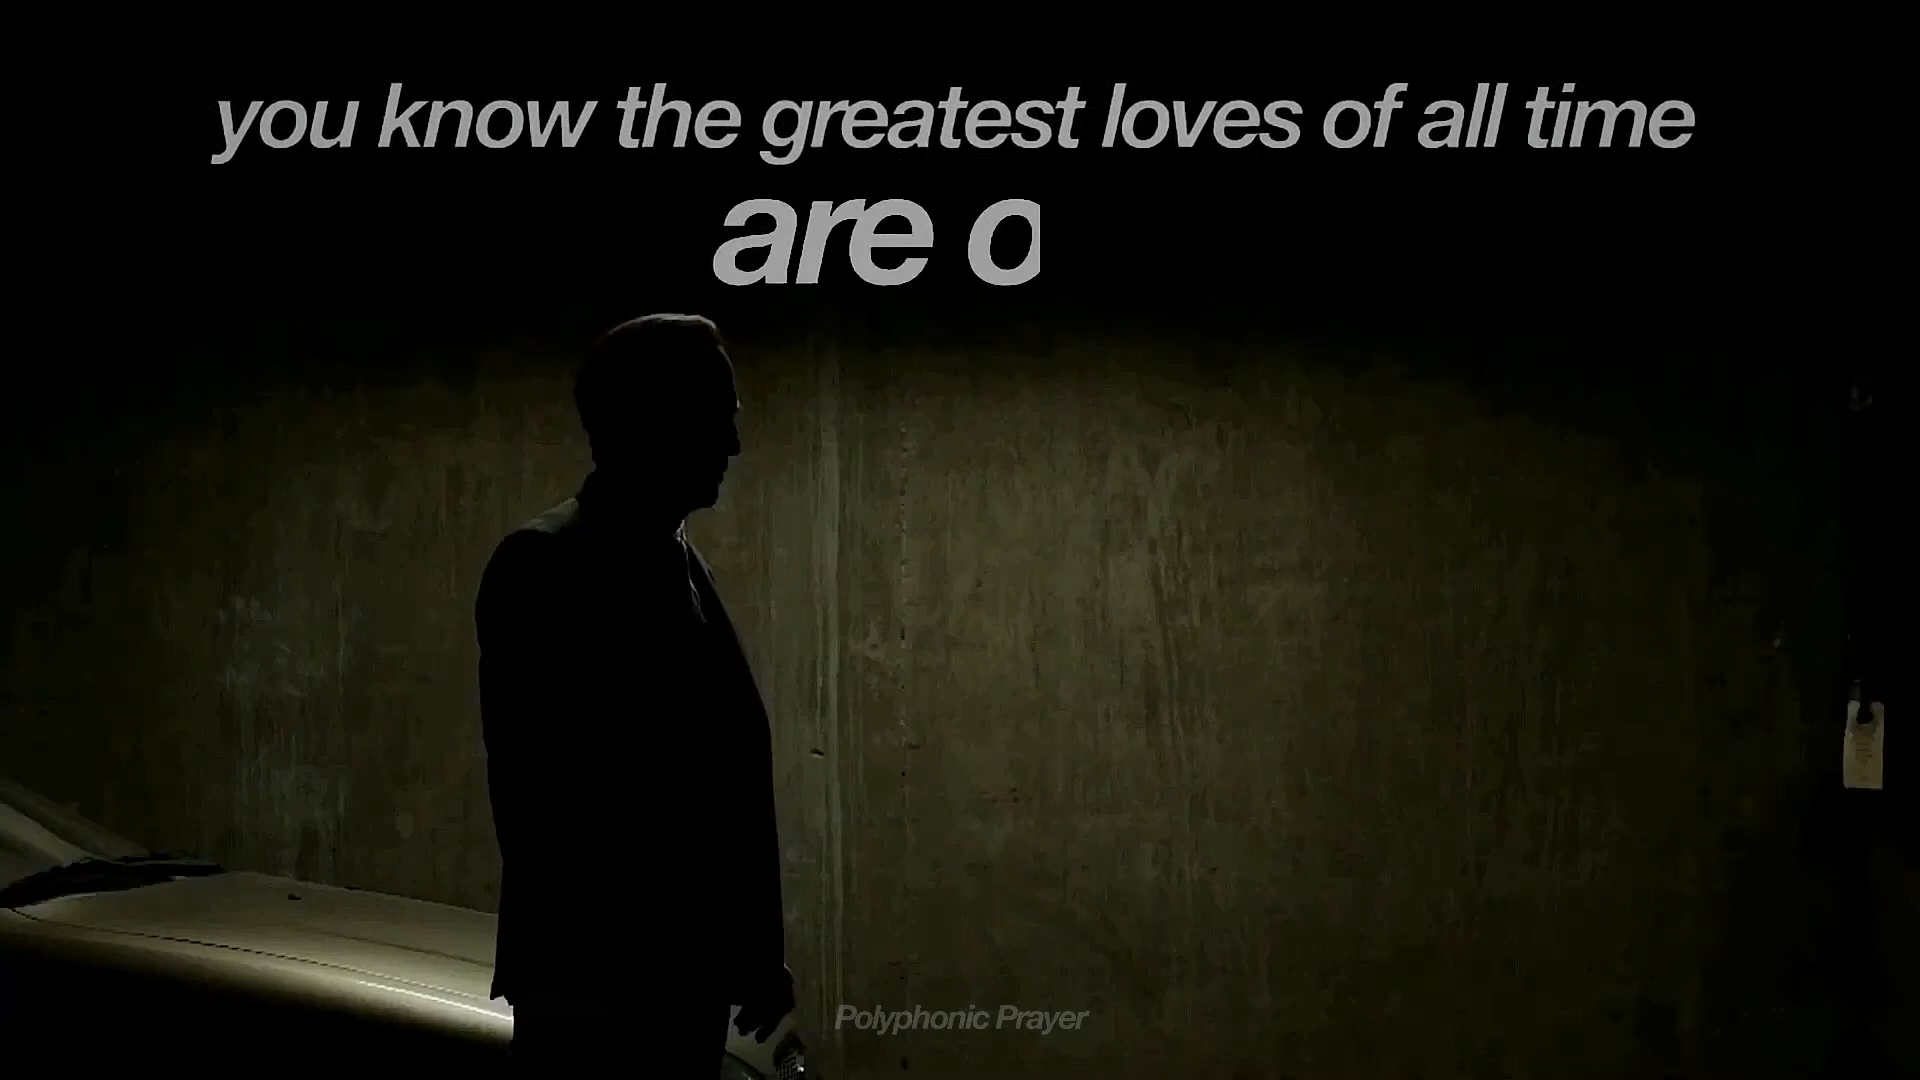 you know the greatest loves of all time
are o
Polyphonic Prayer